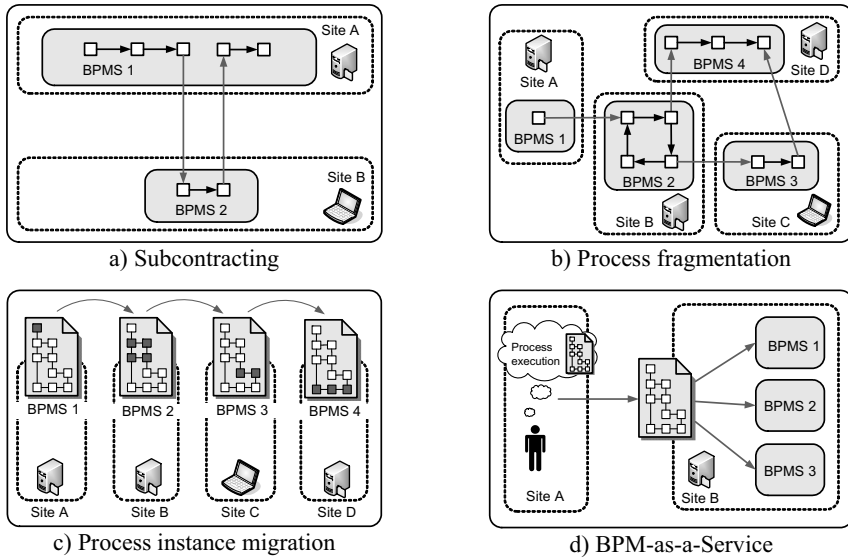 Site A
BPMS 1
Site B
BPMS 2
a) Subcontracting
Site A
BPMS 4
Site D
BPMS 1
BPMS 2
BPMS 3
Site B
Site C
b) Process fragmentation
BPMS 1
BPMS 2
BPMS 3
BPMS 4
Site A
Site B
Site C
Site D
c) Process instance migration
Process
execution
BPMS 1
BPMS 2
BPMS 3
Site A
Site B
d) BPM-as-a-Service